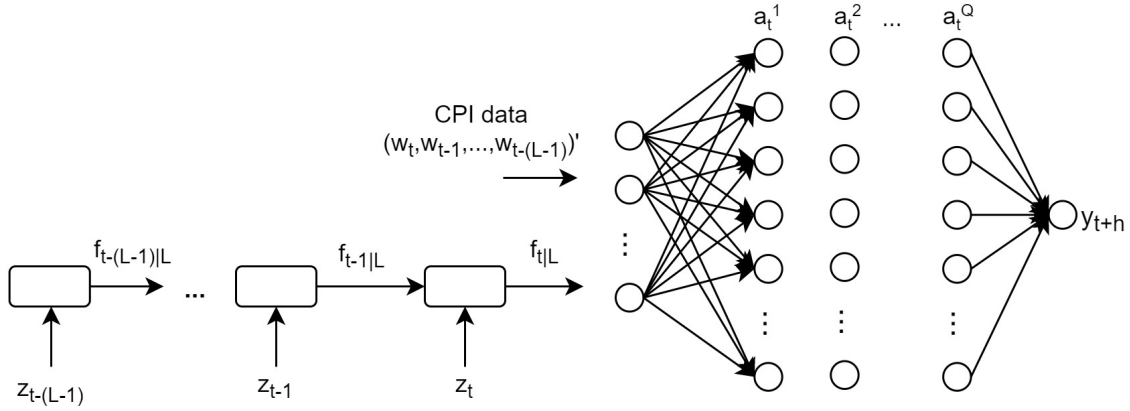 a_t^1 a_t^2 ... a_t^Q
CPI data
(w_t,w_{t-1},...,w_{t-(L-1)})'
y_{t+h}
f_{t-(L-1)|L} f_{t-1|L} f_{t|L}
...
z_{t-(L-1)} z_{t-1} z_t